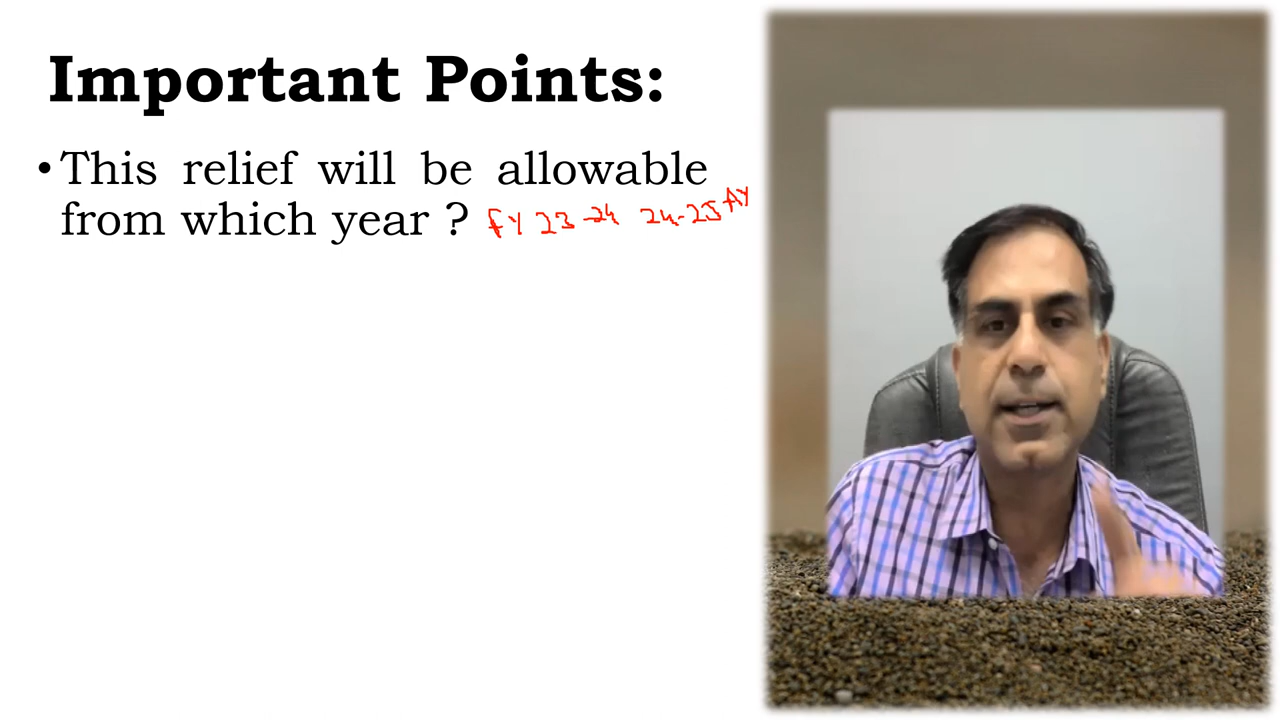 Important Points:
• This relief will be allowable
from which year ? FY 23-24 24-25 AY